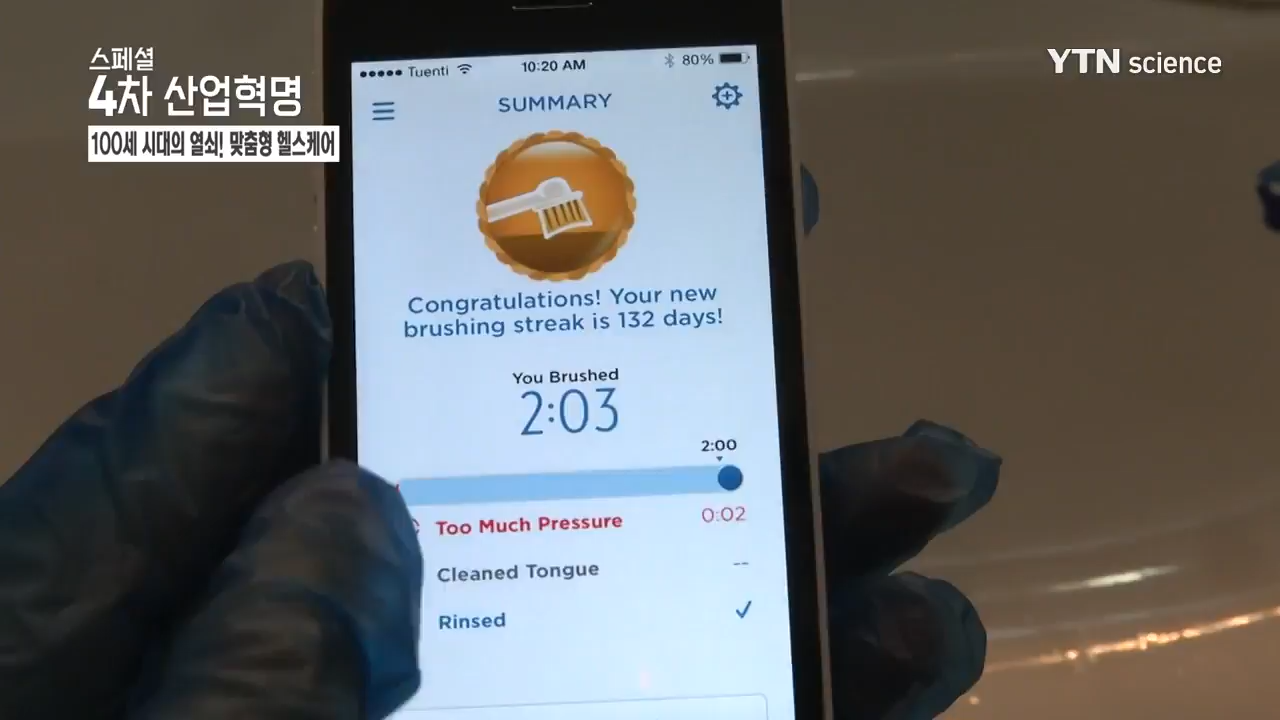 스페셜
4차 산업혁명
100세 시대의 열쇠! 맞춤형 헬스케어
YTN science
Tuenti 10:20 AM 80%
SUMMARY
Congratulations! Your new
brushing streak is 132 days!
You Brushed
2:03
2:00
Too Much Pressure 0:02
Cleaned Tongue --
Rinsed ✓